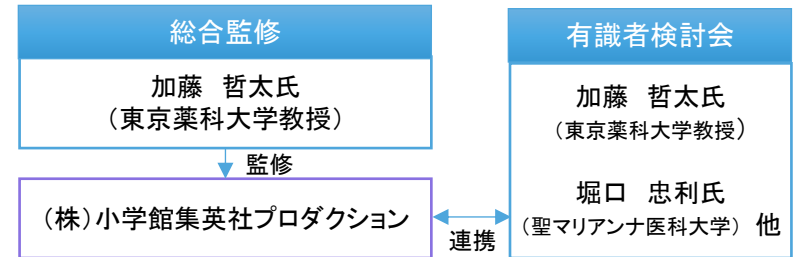 総合監修
加藤　哲太氏
（東京薬科大学教授）
監修
（株）小学館集英社プロダクション
連携
有識者検討会
加藤　哲太氏
（東京薬科大学教授）
堀口　忠利氏
（聖マリアンナ医科大学） 他